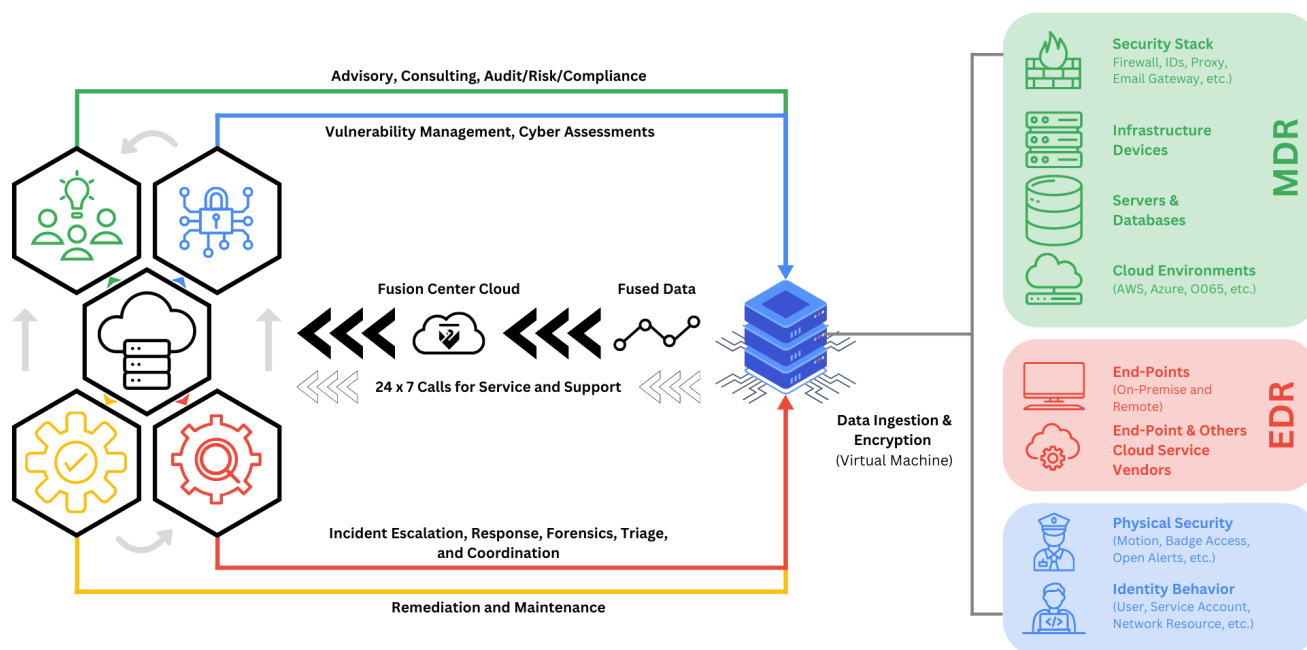 Advisory, Consulting, Audit/Risk/Compliance
Vulnerability Management, Cyber Assessments
Fusion Center Cloud
Fused Data
24 x 7 Calls for Service and Support
Data Ingestion &
Encryption
(Virtual Machine)
Incident Escalation, Response, Forensics, Triage,
and Coordination
Remediation and Maintenance
Security Stack
Firewall, IDs, Proxy,
Email Gateway, etc.)
Infrastructure
Devices
Servers &
Databases
Cloud Environments
(AWS, Azure, O065, etc.)
MDR
End-Points
(On-Premise and
Remote)
End-Point & Others
Cloud Service
Vendors
EDR
Physical Security
(Motion, Badge Access,
Open Alerts, etc.)
Identity Behavior
(User, Service Account,
Network Resource, etc.)